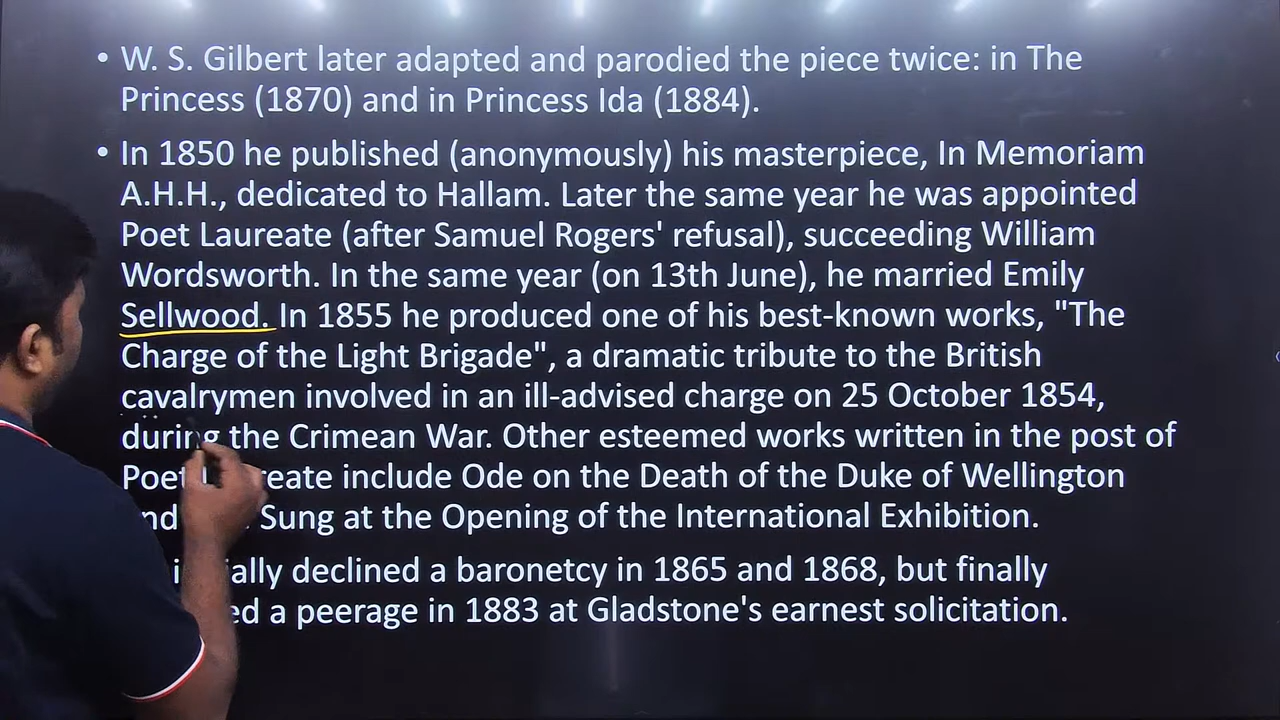 • W. S. Gilbert later adapted and parodied the piece twice: in The
Princess (1870) and in Princess Ida (1884).
• In 1850 he published (anonymously) his masterpiece, In Memoriam
A.H.H., dedicated to Hallam. Later the same year he was appointed
Poet Laureate (after Samuel Rogers' refusal), succeeding William
Wordsworth. In the same year (on 13th June), he married Emily
Sellwood. In 1855 he produced one of his best-known works, "The
Charge of the Light Brigade", a dramatic tribute to the British
cavalrymen involved in an ill-advised charge on 25 October 1854,
during the Crimean War. Other esteemed works written in the post of
Poet include Ode on the Death of the Duke of Wellington
Sung at the Opening of the International Exhibition.
declined a baronetcy in 1865 and 1868, but finally
a peerage in 1883 at Gladstone's earnest solicitation.